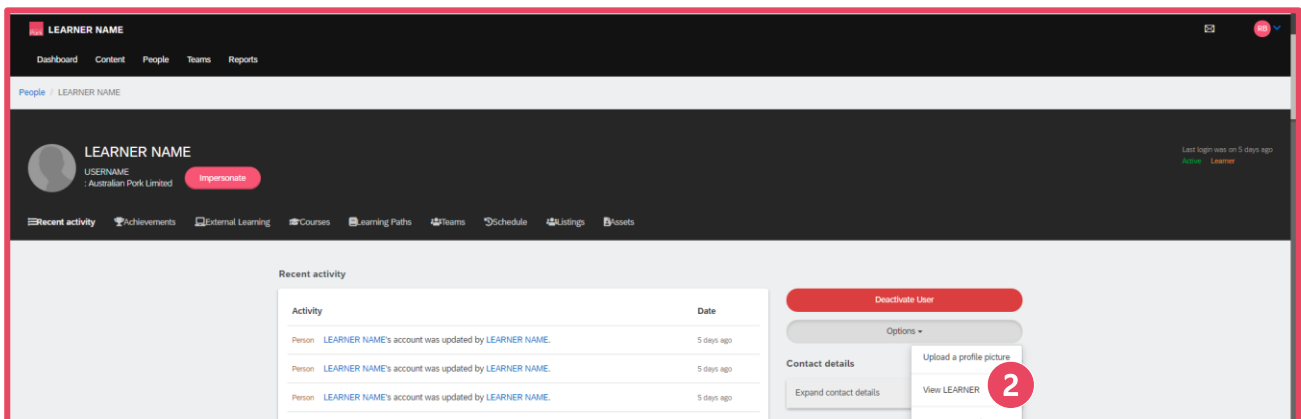 Pork LEARNER NAME RB
Dashboard Content People Teams Reports
People / LEARNER NAME
LEARNER NAME
USERNAME
: Australian Pork Limited
Impersonate
Last login was on 5 days ago
Active Learner
Recent activity Achievements External Learning Courses Learning Paths Teams Schedule Listings Assets
Recent activity
Activity Date
Person LEARNER NAME's account was updated by LEARNER NAME. 5 days ago
Person LEARNER NAME's account was updated by LEARNER NAME. 5 days ago
Person LEARNER NAME's account was updated by LEARNER NAME. 5 days ago
Deactivate User
Options
Contact details
Expand contact details
Upload a profile picture
View LEARNER 2